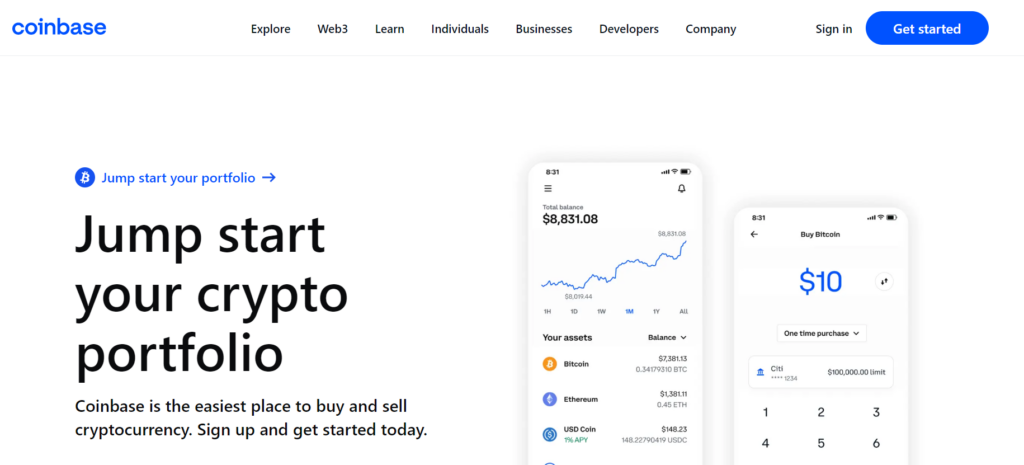 coinbase
Explore Web3 Learn Individuals Businesses Developers Company Sign in Get started
Jump start your portfolio →
Jump start
your crypto
portfolio
Coinbase is the easiest place to buy and sell
cryptocurrency. Sign up and get started today.
8:31
Total balance
$8,831.08
$8,831.08
$8,019.44
1H 1D 1W 1M 1Y All
Your assets Balance
Bitcoin $7,381.13
0.34179310 BTC
Ethereum $1,381.11
0.45 ETH
USD Coin $148.23
1% APY 148.22790419 USDC
8:31
Buy Bitcoin
$10
One time purchase
Citi $100,000.00 limit
**** 1234
1 2 3
4 5 6